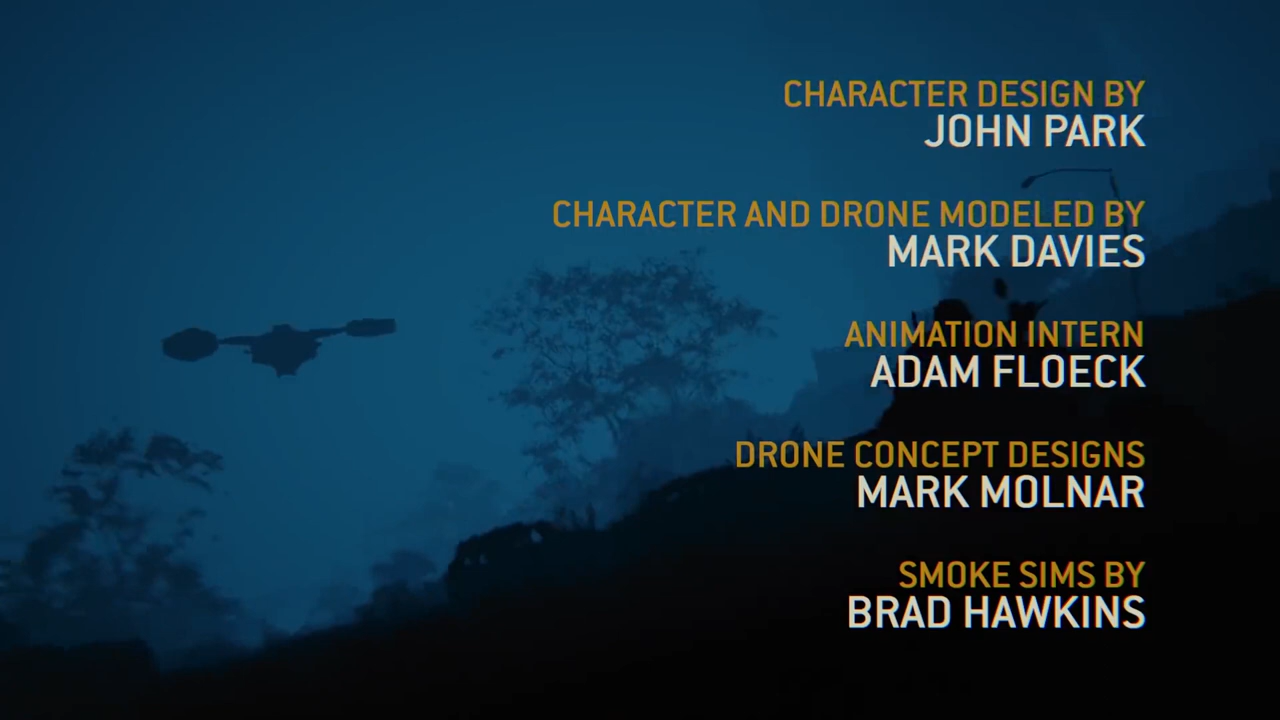 CHARACTER DESIGN BY
JOHN PARK
CHARACTER AND DRONE MODELED BY
MARK DAVIES
ANIMATION INTERN
ADAM FLOECK
DRONE CONCEPT DESIGNS
MARK MOLNAR
SMOKE SIMS BY
BRAD HAWKINS